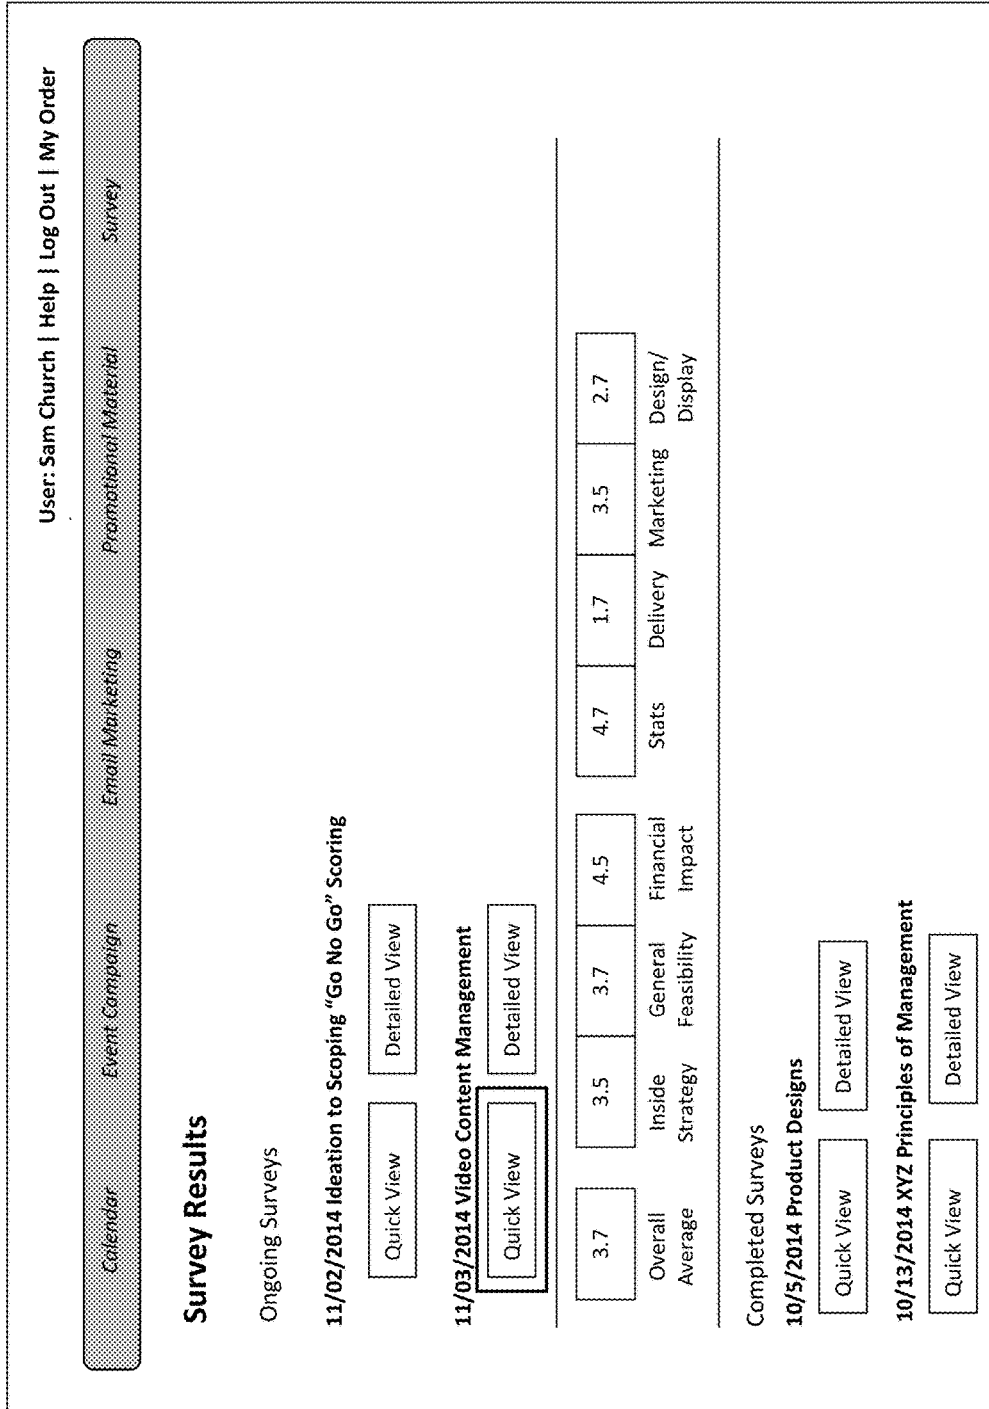 User: Sam Church | Help | Log Out | My Order
Calendar Event Campaign Email Marketing Promotional Material Survey
Survey Results
Ongoing Surveys
11/02/2014 Ideation to Scoping “Go No Go” Scoring
Quick View Detailed View
11/03/2014 Video Content Management
Quick View Detailed View
3.7 3.5 3.7 4.5 4.7 1.7 3.5 2.7
Overall Inside General Financial Stats Delivery Marketing Design/
Average Strategy Feasibility Impact Display
Completed Surveys
10/5/2014 Product Designs
Quick View Detailed View
10/13/2014 XYZ Principles of Management
Quick View Detailed View